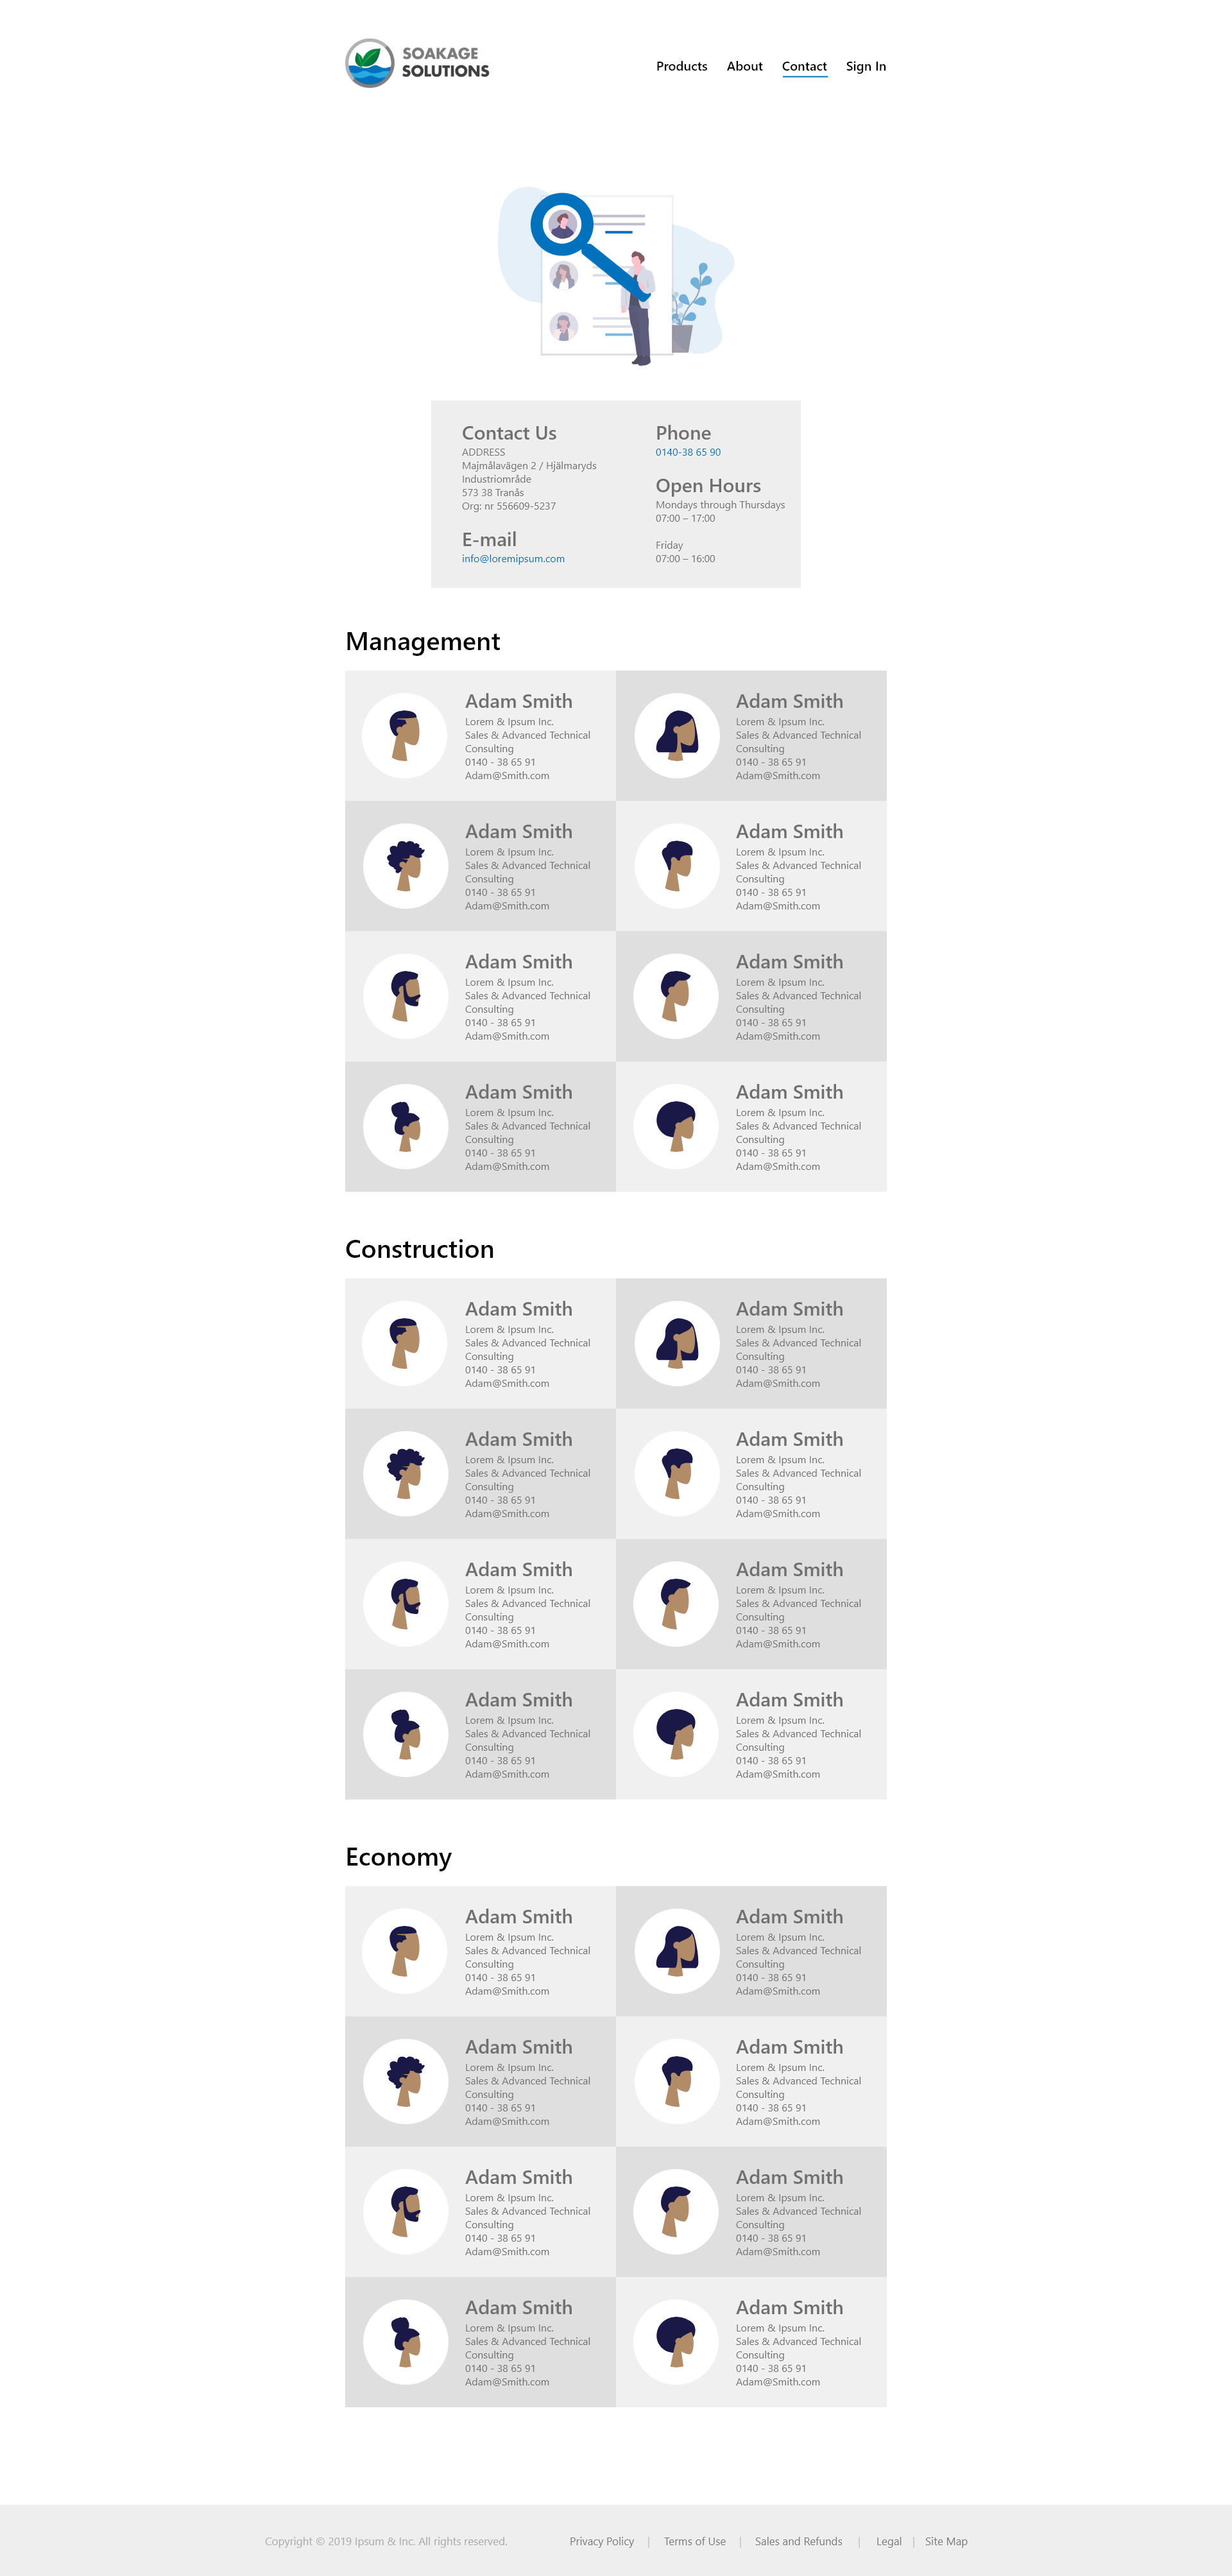 SOAKAGE
SOLUTIONS
Products About Contact Sign In
Contact Us
ADDRESS
Majmålavägen 2 / Hjälmaryds
Industriområde
573 38 Tranås
Org: nr 556609-5237
E-mail
info@loremipsum.com
Phone
0140-38 65 90
Open Hours
Mondays through Thursdays
07:00 – 17:00
Friday
07:00 – 16:00
Management
Adam Smith
Lorem & Ipsum Inc.
Sales & Advanced Technical
Consulting
0140 - 38 65 91
Adam@Smith.com
Adam Smith
Lorem & Ipsum Inc.
Sales & Advanced Technical
Consulting
0140 - 38 65 91
Adam@Smith.com
Adam Smith
Lorem & Ipsum Inc.
Sales & Advanced Technical
Consulting
0140 - 38 65 91
Adam@Smith.com
Adam Smith
Lorem & Ipsum Inc.
Sales & Advanced Technical
Consulting
0140 - 38 65 91
Adam@Smith.com
Adam Smith
Lorem & Ipsum Inc.
Sales & Advanced Technical
Consulting
0140 - 38 65 91
Adam@Smith.com
Adam Smith
Lorem & Ipsum Inc.
Sales & Advanced Technical
Consulting
0140 - 38 65 91
Adam@Smith.com
Adam Smith
Lorem & Ipsum Inc.
Sales & Advanced Technical
Consulting
0140 - 38 65 91
Adam@Smith.com
Adam Smith
Lorem & Ipsum Inc.
Sales & Advanced Technical
Consulting
0140 - 38 65 91
Adam@Smith.com
Construction
Adam Smith
Lorem & Ipsum Inc.
Sales & Advanced Technical
Consulting
0140 - 38 65 91
Adam@Smith.com
Adam Smith
Lorem & Ipsum Inc.
Sales & Advanced Technical
Consulting
0140 - 38 65 91
Adam@Smith.com
Adam Smith
Lorem & Ipsum Inc.
Sales & Advanced Technical
Consulting
0140 - 38 65 91
Adam@Smith.com
Adam Smith
Lorem & Ipsum Inc.
Sales & Advanced Technical
Consulting
0140 - 38 65 91
Adam@Smith.com
Adam Smith
Lorem & Ipsum Inc.
Sales & Advanced Technical
Consulting
0140 - 38 65 91
Adam@Smith.com
Adam Smith
Lorem & Ipsum Inc.
Sales & Advanced Technical
Consulting
0140 - 38 65 91
Adam@Smith.com
Adam Smith
Lorem & Ipsum Inc.
Sales & Advanced Technical
Consulting
0140 - 38 65 91
Adam@Smith.com
Adam Smith
Lorem & Ipsum Inc.
Sales & Advanced Technical
Consulting
0140 - 38 65 91
Adam@Smith.com
Economy
Adam Smith
Lorem & Ipsum Inc.
Sales & Advanced Technical
Consulting
0140 - 38 65 91
Adam@Smith.com
Adam Smith
Lorem & Ipsum Inc.
Sales & Advanced Technical
Consulting
0140 - 38 65 91
Adam@Smith.com
Adam Smith
Lorem & Ipsum Inc.
Sales & Advanced Technical
Consulting
0140 - 38 65 91
Adam@Smith.com
Adam Smith
Lorem & Ipsum Inc.
Sales & Advanced Technical
Consulting
0140 - 38 65 91
Adam@Smith.com
Adam Smith
Lorem & Ipsum Inc.
Sales & Advanced Technical
Consulting
0140 - 38 65 91
Adam@Smith.com
Adam Smith
Lorem & Ipsum Inc.
Sales & Advanced Technical
Consulting
0140 - 38 65 91
Adam@Smith.com
Adam Smith
Lorem & Ipsum Inc.
Sales & Advanced Technical
Consulting
0140 - 38 65 91
Adam@Smith.com
Adam Smith
Lorem & Ipsum Inc.
Sales & Advanced Technical
Consulting
0140 - 38 65 91
Adam@Smith.com
Copyright © 2019 Ipsum & Inc. All rights reserved. Privacy Policy | Terms of Use | Sales and Refunds | Legal | Site Map